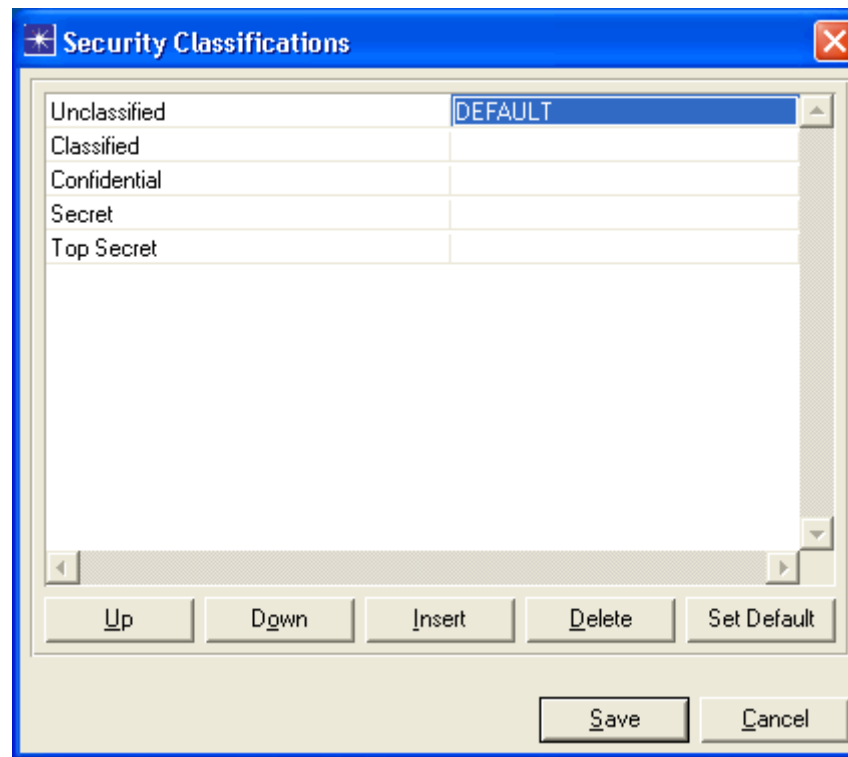 Security Classifications
Unclassified DEFAULT
Classified
Confidential
Secret
Top Secret
Up Down Insert Delete Set Default
Save Cancel